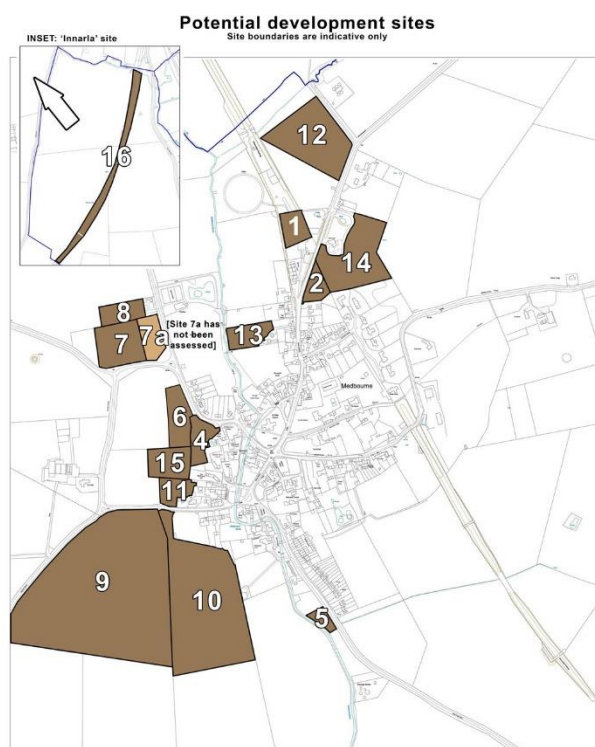 Potential development sites
Site boundaries are indicative only
INSET: 'Innarla' site
16
12
1
2
14
8
7
7a
[Site 7a has
not been
assessed]
13
Medbourne
6
4
15
11
9
10
5